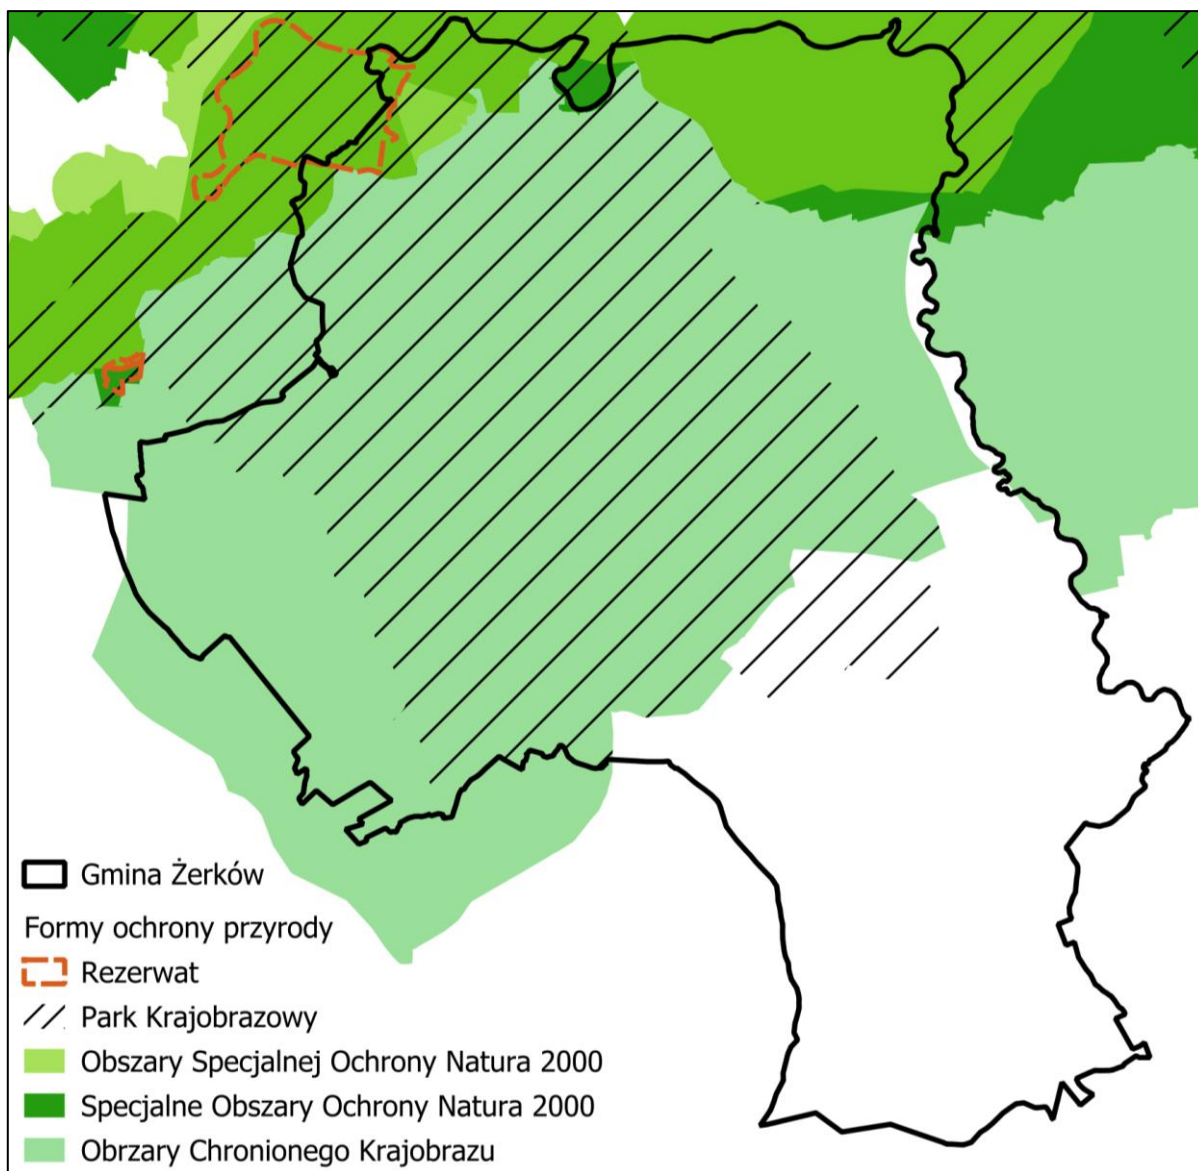 Gmina Żerków
Formy ochrony przyrody
Rezerwat
Park Krajobrazowy
Obszary Specjalnej Ochrony Natura 2000
Specjalne Obszary Ochrony Natura 2000
Obrzary Chronionego Krajobrazu